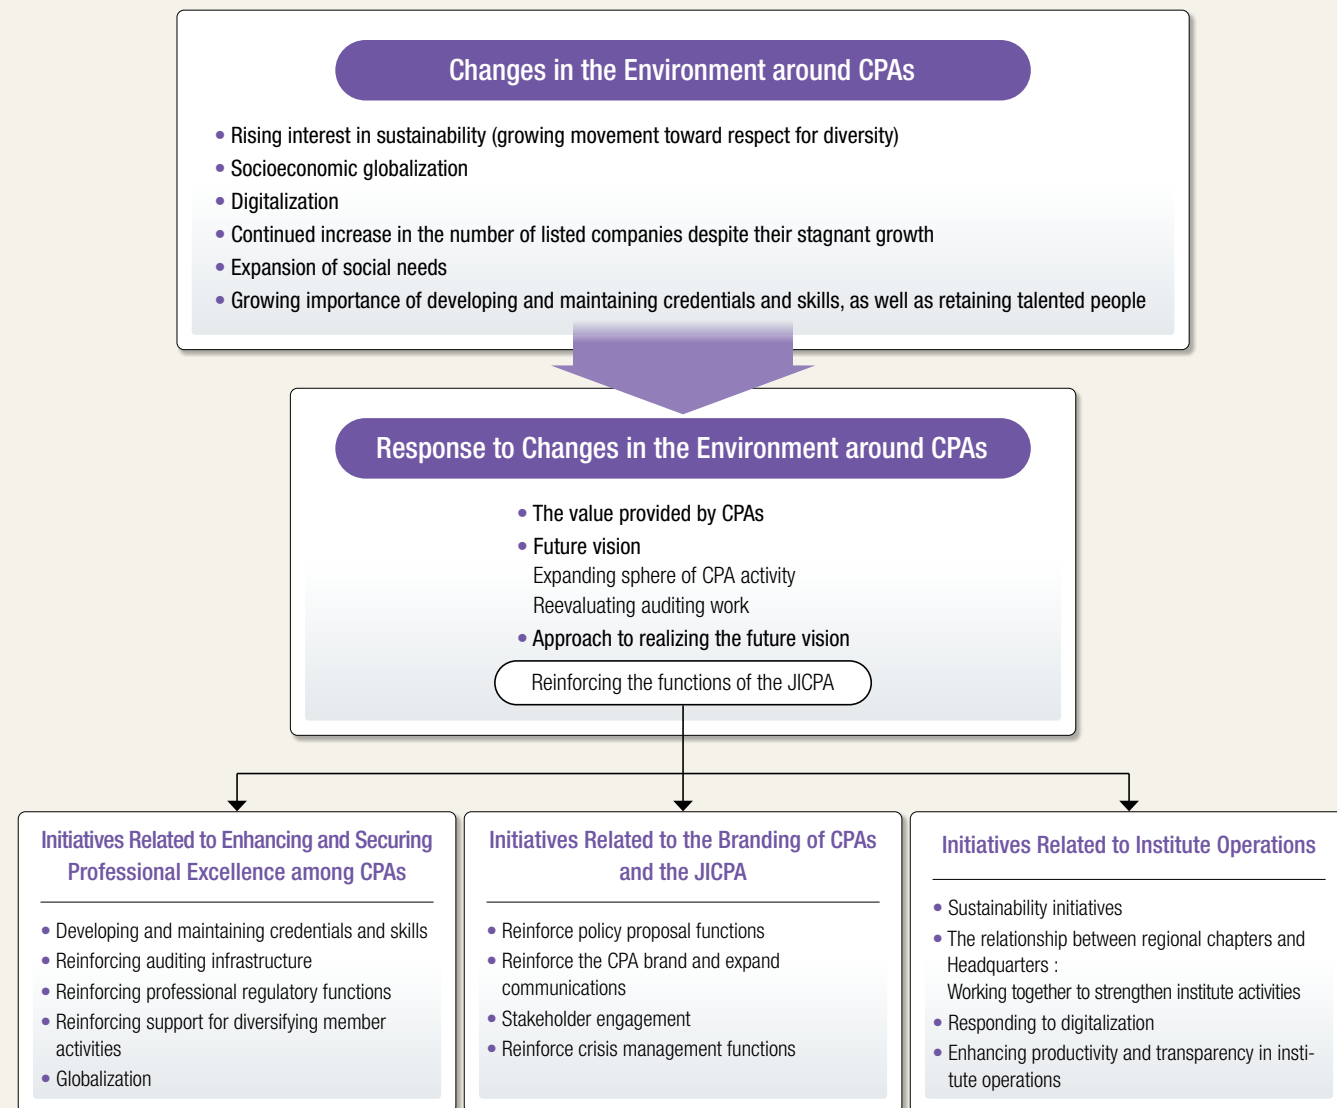 Changes in the Environment around CPAs
• Rising interest in sustainability (growing movement toward respect for diversity)
• Socioeconomic globalization
• Digitalization
• Continued increase in the number of listed companies despite their stagnant growth
• Expansion of social needs
• Growing importance of developing and maintaining credentials and skills, as well as retaining talented people
Response to Changes in the Environment around CPAs
• The value provided by CPAs
• Future vision
Expanding sphere of CPA activity
Reevaluating auditing work
• Approach to realizing the future vision
Reinforcing the functions of the JICPA
Initiatives Related to Enhancing and Securing
Professional Excellence among CPAs
• Developing and maintaining credentials and skills
• Reinforcing auditing infrastructure
• Reinforcing professional regulatory functions
• Reinforcing support for diversifying member
activities
• Globalization
Initiatives Related to the Branding of CPAs
and the JICPA
• Reinforce policy proposal functions
• Reinforce the CPA brand and expand
communications
• Stakeholder engagement
• Reinforce crisis management functions
Initiatives Related to Institute Operations
• Sustainability initiatives
• The relationship between regional chapters and
Headquarters :
Working together to strengthen institute activities
• Responding to digitalization
• Enhancing productivity and transparency in insti-
tute operations